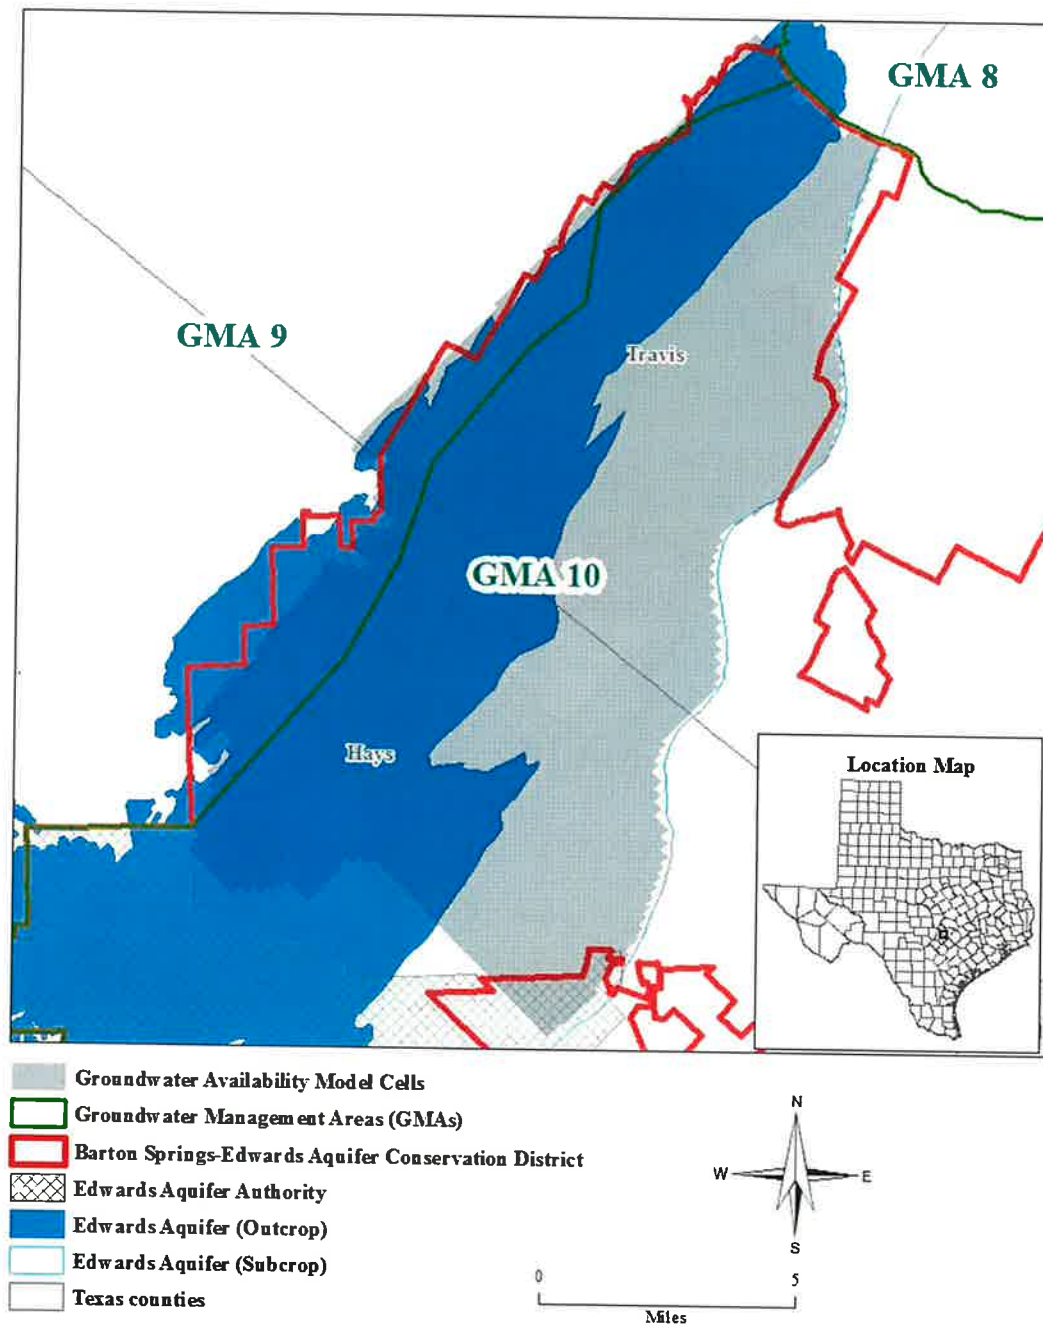 GMA 8
GMA 9
Travis
GMA 10
Hays
Location Map
Groundwater Availability Model Cells
Groundwater Management Areas (GMAs)
Barton Springs-Edwards Aquifer Conservation District
Edwards Aquifer Authority
Edwards Aquifer (Outcrop)
Edwards Aquifer (Subcrop)
Texas counties
N
W E
S
0 5
Miles